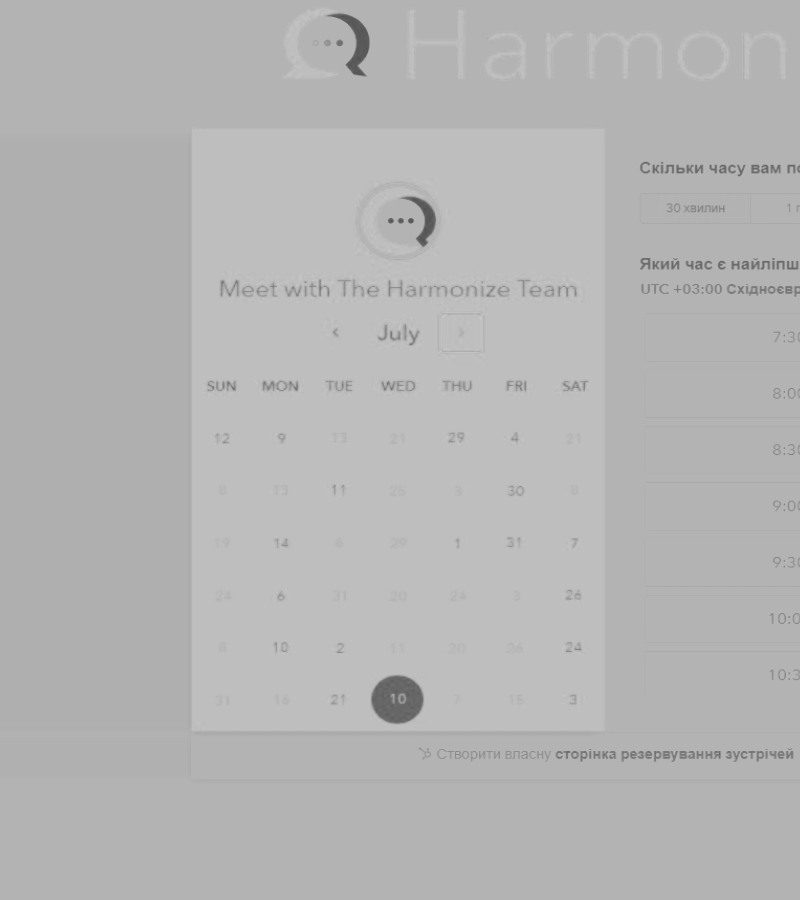 Harmon
Meet with The Harmonize Team
July
SUN MON TUE WED THU FRI SAT
12 9 13 21 29 4 21
8 13 11 25 3 30 8
19 14 6 29 1 31 7
24 6 31 20 24 3 26
8 10 2 11 20 26 24
31 16 21 10 7 15 3
Скільки часу вам по
30 хвилин 1 г
Який час є найліпш
UTC +03:00 Східноєвр
7:30
8:00
8:30
9:00
9:30
10:0
10:3
Створити власну сторінка резервування зустрічей